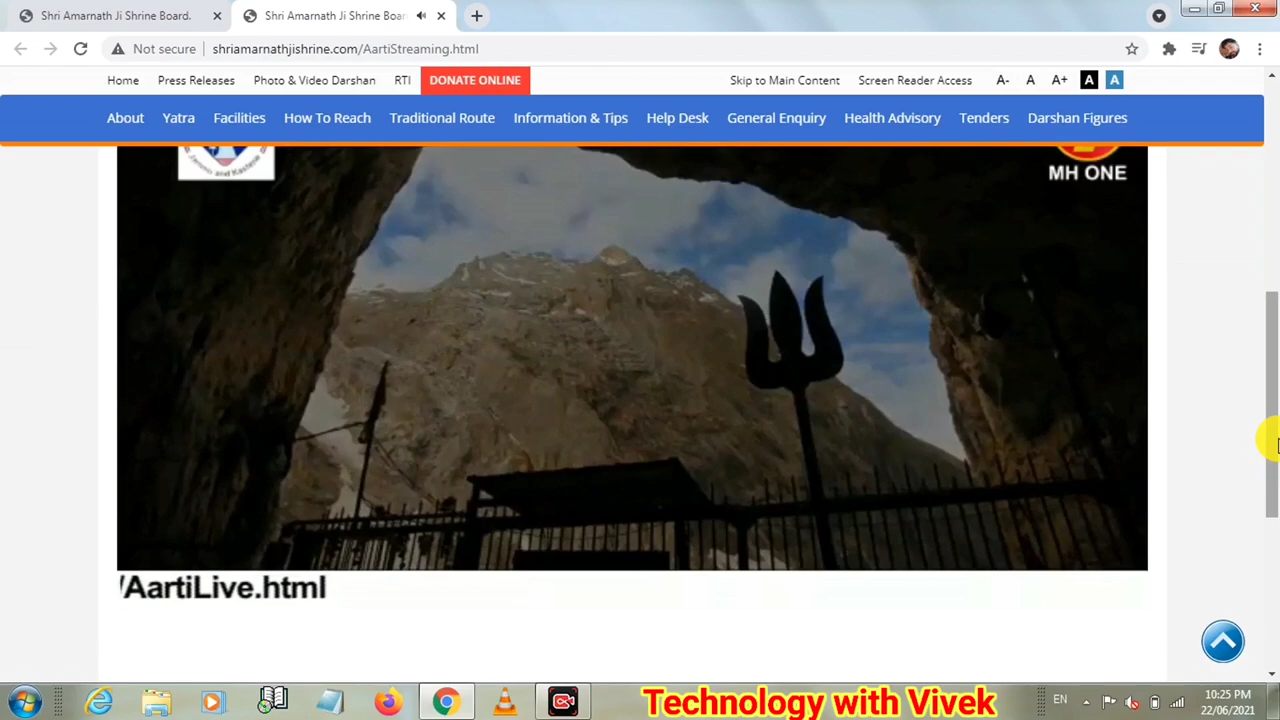 Shri Amarnath Ji Shrine Board.
Shri Amarnath Ji Shrine Boar
Not secure
shriamarnathjishrine.com/AartiStreaming.html
Home Press Releases Photo & Video Darshan RTI DONATE ONLINE Skip to Main Content Screen Reader Access A- A A+ A A
About Yatra Facilities How To Reach Traditional Route Information & Tips Help Desk General Enquiry Health Advisory Tenders Darshan Figures
MH ONE
/AartiLive.html
Technology with Vivek
EN
10:25 PM
22/06/2021